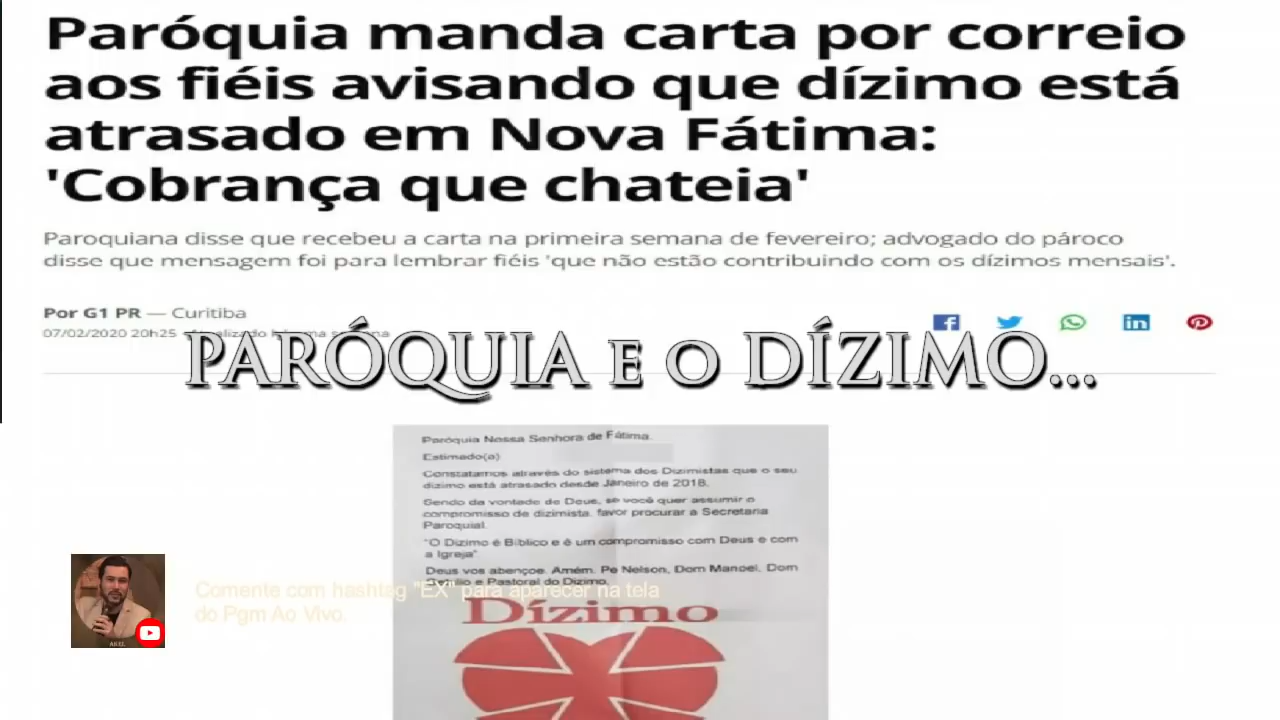 Paróquia manda carta por correio
aos fiéis avisando que dízimo está
atrasado em Nova Fátima:
'Cobrança que chateia'
Paroquiana disse que recebeu a carta na primeira semana de fevereiro; advogado do pároco
disse que mensagem foi para lembrar fiéis 'que não estão contribuindo com os dízimos mensais'.
Por G1 PR — Curitiba
07/02/2020 20h25
PARÓQUIA E O DÍZIMO...
Paróquia Nossa Senhora de Fátima.
Estimado(a)
Constatamos através do sistema dos Dizimistas que o seu
dízimo está atrasado desde Janeiro de 2018.
Sendo da vontade de Deus, se você quer assumir o
compromisso de dizimista, favor procurar a Secretaria
Paroquial.
"O Dízimo é Bíblico e é um compromisso com Deus e com
a Igreja"
Deus vos abençoe. Amém. Pe Nelson, Dom Manoel, Dom
e Pastoral do Dízimo.
Comente com hashtag "EX" para aparecer na tela
do Pgm Ao Vivo.
Dízimo